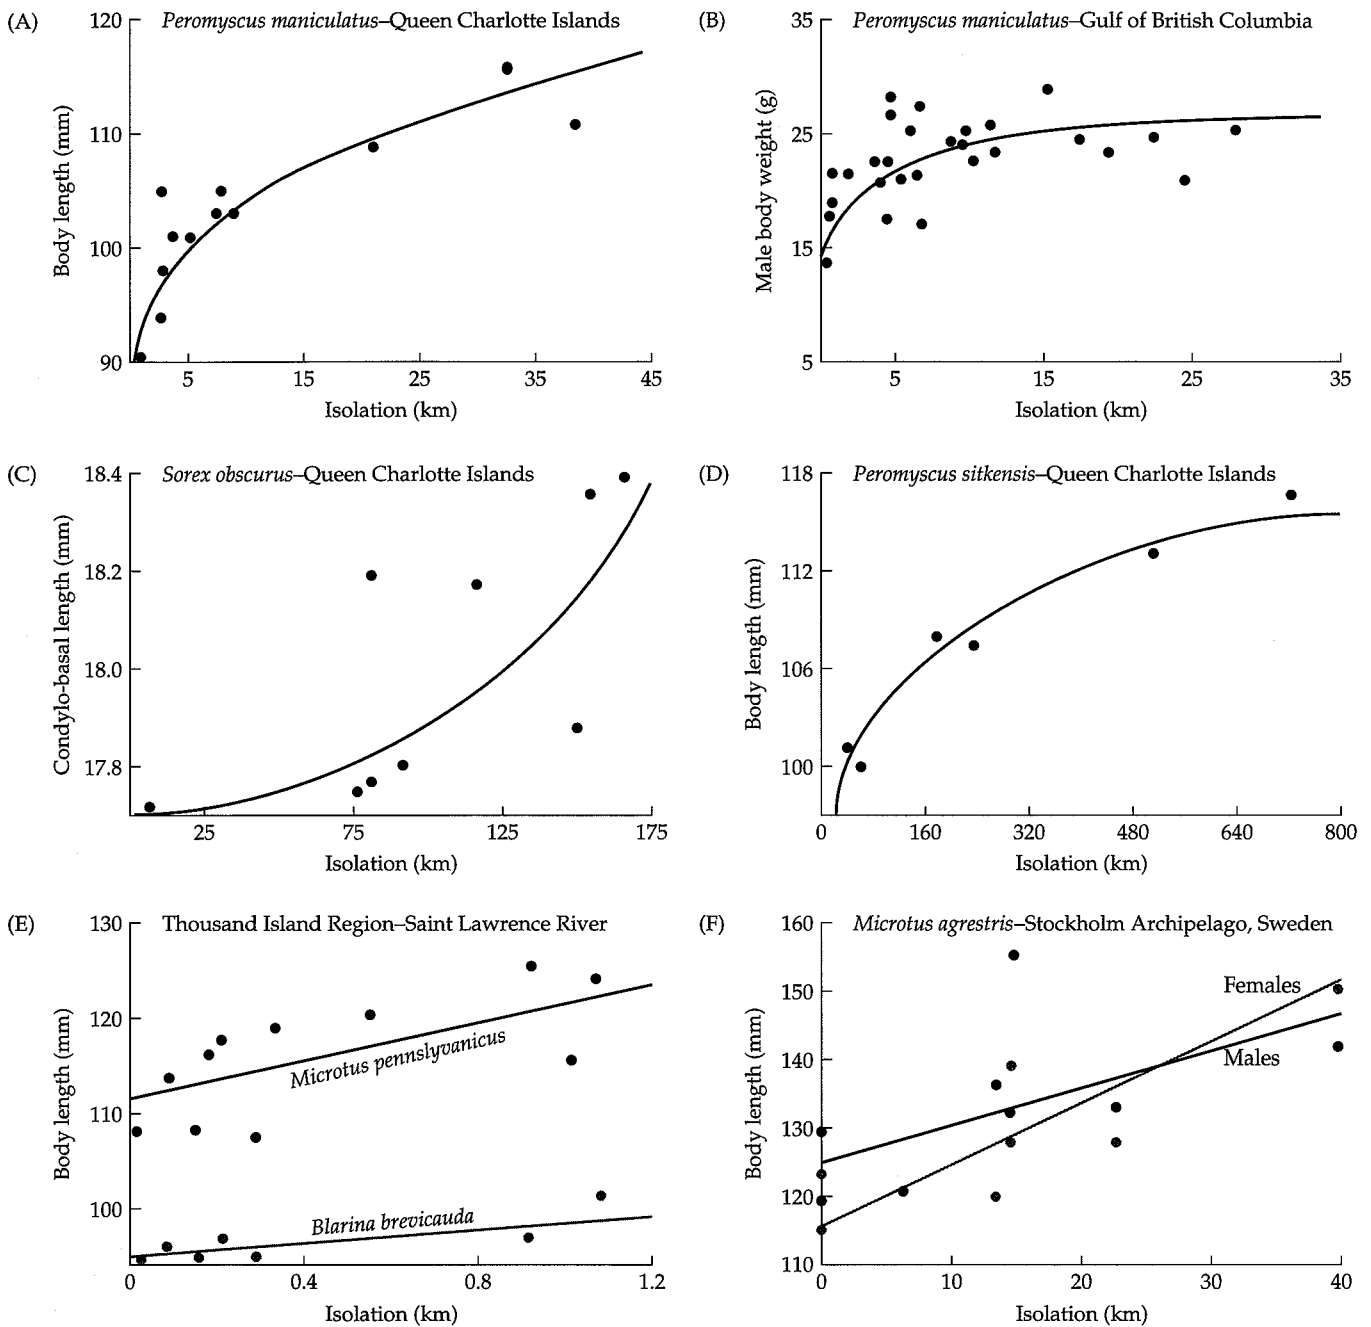 (A) Peromyscus maniculatus–Queen Charlotte Islands
120
110
100
90
Body length (mm)
5 15 25 35 45
Isolation (km)
(B) Peromyscus maniculatus–Gulf of British Columbia
35
25
15
5
Male body weight (g)
5 15 25 35
Isolation (km)
(C) Sorex obscurus–Queen Charlotte Islands
18.4
18.2
18.0
17.8
Condylo-basal length (mm)
25 75 125 175
Isolation (km)
(D) Peromyscus sitkensis–Queen Charlotte Islands
118
112
106
100
Body length (mm)
0 160 320 480 640 800
Isolation (km)
(E) Thousand Island Region–Saint Lawrence River
130
120
110
100
Body length (mm)
Microtus pennslyvanicus
Blarina brevicauda
0 0.4 0.8 1.2
Isolation (km)
(F) Microtus agrestris–Stockholm Archipelago, Sweden
160
150
140
130
120
110
Body length (mm)
Females
Males
0 10 20 30 40
Isolation (km)